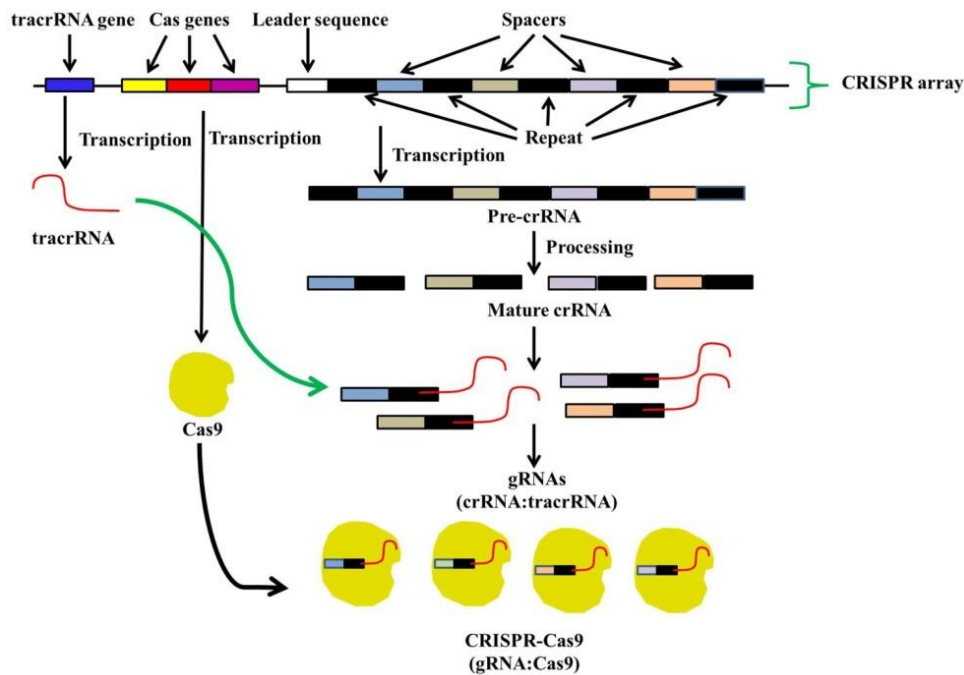 tracrRNA gene
Cas genes
Leader sequence
Spacers
CRISPR array
Transcription
Transcription
Repeat
Transcription
tracrRNA
Pre-crRNA
Processing
Mature crRNA
Cas9
gRNAs
(crRNA:tracrRNA)
CRISPR-Cas9
(gRNA:Cas9)